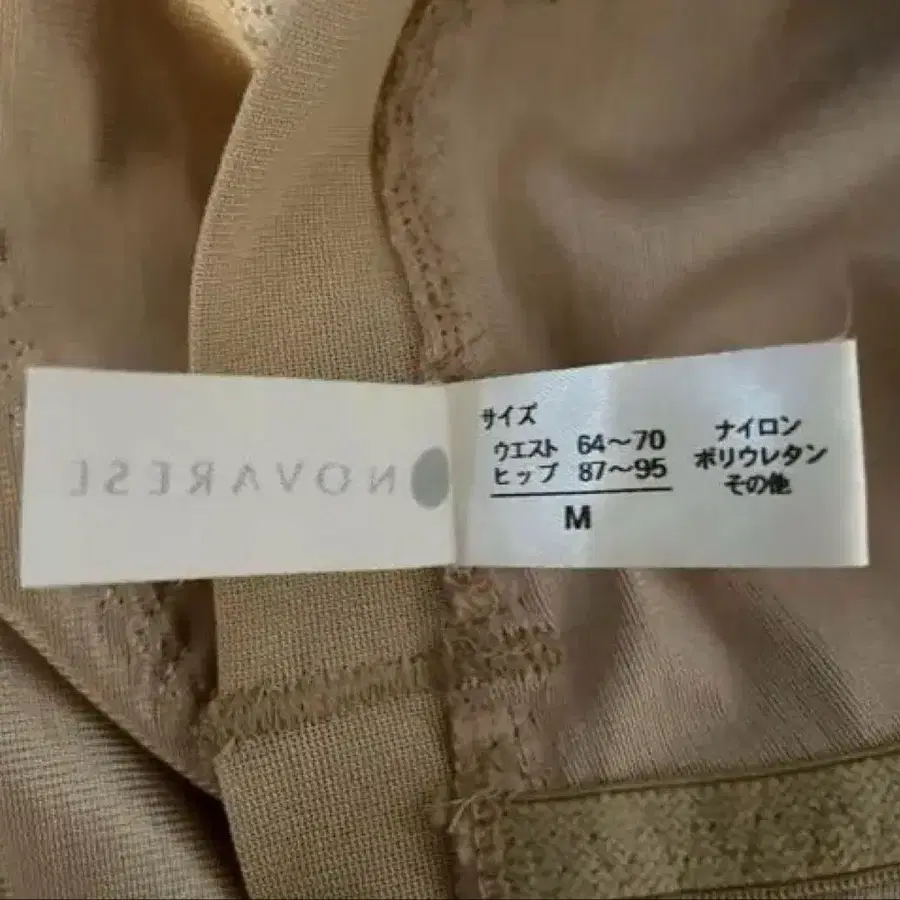 NOVARESE
サイズ
ウエスト 64～70
ヒップ 87～95
M
ナイロン
ポリウレタン
その他